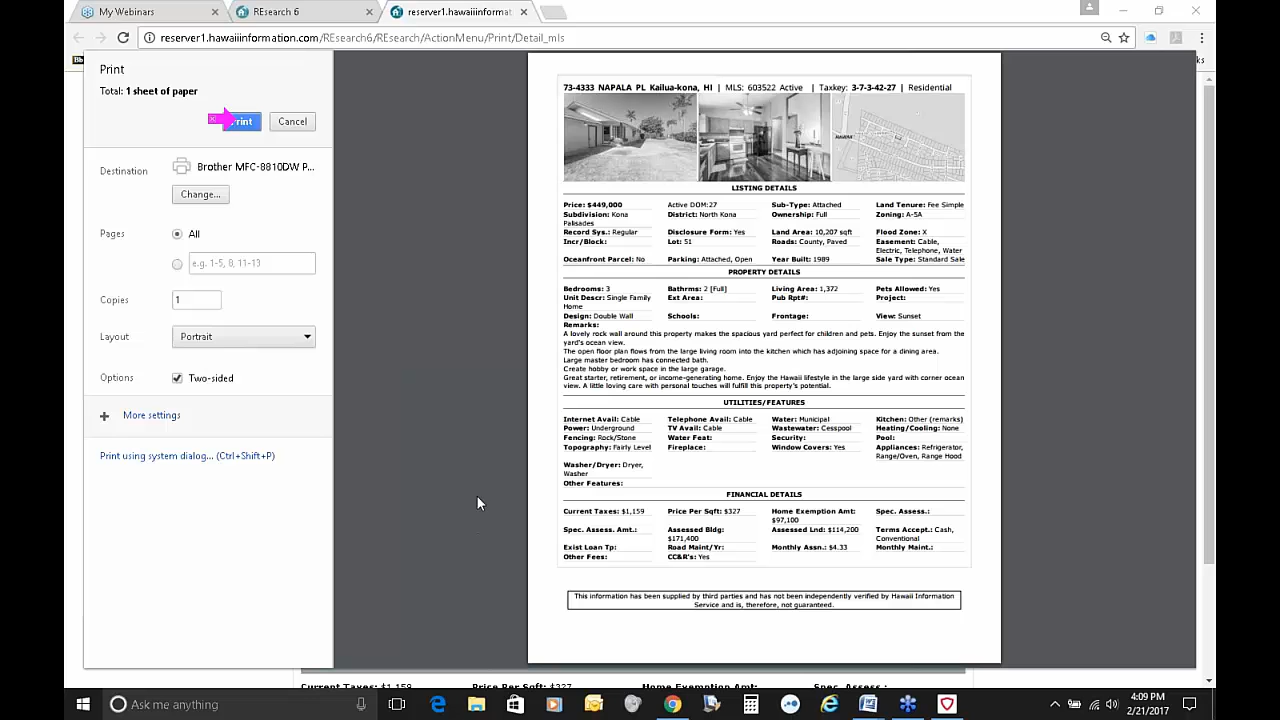 My Webinars
REsearch 6
reserver1.hawaiiinformat
reserver1.hawaiiinformation.com/REsearch6/REsearch/ActionMenu/Print/Detail_mls
Print
Total: 1 sheet of paper
Print
Cancel
Destination
Brother MFC-8810DW P...
Change...
Pages
All
e.g. 1-5, 8, 11-13
Copies
1
Layout
Portrait
Options
Two-sided
More settings
Print using system dialog... (Ctrl+Shift+P)
73-4333 NAPALA PL Kailua-kona, HI | MLS: 603522 Active | Taxkey: 3-7-3-42-27 | Residential
HAWAII
LISTING DETAILS
Price: $449,000 Active DOM:27 Sub-Type: Attached Land Tenure: Fee Simple
Subdivision: Kona District: North Kona Ownership: Full Zoning: A-5A
Palisades
Record Sys.: Regular Disclosure Form: Yes Land Area: 10,207 sqft Flood Zone: X
Incr/Block: Lot: 51 Roads: County, Paved Easement: Cable,
Electric, Telephone, Water
Oceanfront Parcel: No Parking: Attached, Open Year Built: 1989 Sale Type: Standard Sale
PROPERTY DETAILS
Bedrooms: 3 Bathrms: 2 [Full] Living Area: 1,372 Pets Allowed: Yes
Unit Descr: Single Family Ext Area: Pub Rpt#: Project:
Home
Design: Double Wall Schools: Frontage: View: Sunset
Remarks:
A lovely rock wall around this property makes the spacious yard perfect for children and pets. Enjoy the sunset from the
yard's ocean view.
The open floor plan flows from the large living room into the kitchen which has adjoining space for a dining area.
Large master bedroom has connected bath.
Create hobby or work space in the large garage.
Great starter, retirement, or income-generating home. Enjoy the Hawaii lifestyle in the large side yard with corner ocean
view. A little loving care with personal touches will fulfill this property's potential.
UTILITIES/FEATURES
Internet Avail: Cable Telephone Avail: Cable Water: Municipal Kitchen: Other (remarks)
Power: Underground TV Avail: Cable Wastewater: Cesspool Heating/Cooling: None
Fencing: Rock/Stone Water Feat: Security: Pool:
Topography: Fairly Level Fireplace: Window Covers: Yes Appliances: Refrigerator,
Range/Oven, Range Hood
Washer/Dryer: Dryer,
Washer
Other Features:
FINANCIAL DETAILS
Current Taxes: $1,159 Price Per Sqft: $327 Home Exemption Amt: Spec. Assess.:
$97,100
Spec. Assess. Amt.: Assessed Bldg: Assessed Lnd: $114,200 Terms Accept.: Cash,
$171,400 Conventional
Exist Loan Tp: Road Maint/Yr: Monthly Assn.: $4.33 Monthly Maint.:
Other Fees: CC&R's: Yes
This information has been supplied by third parties and has not been independently verified by Hawaii Information
Service and is, therefore, not guaranteed.
Current Taxes: $1,159 Price Per Sqft: $327 Home Exemption Amt: Spec. Assess.:
Ask me anything
4:09 PM
2/21/2017